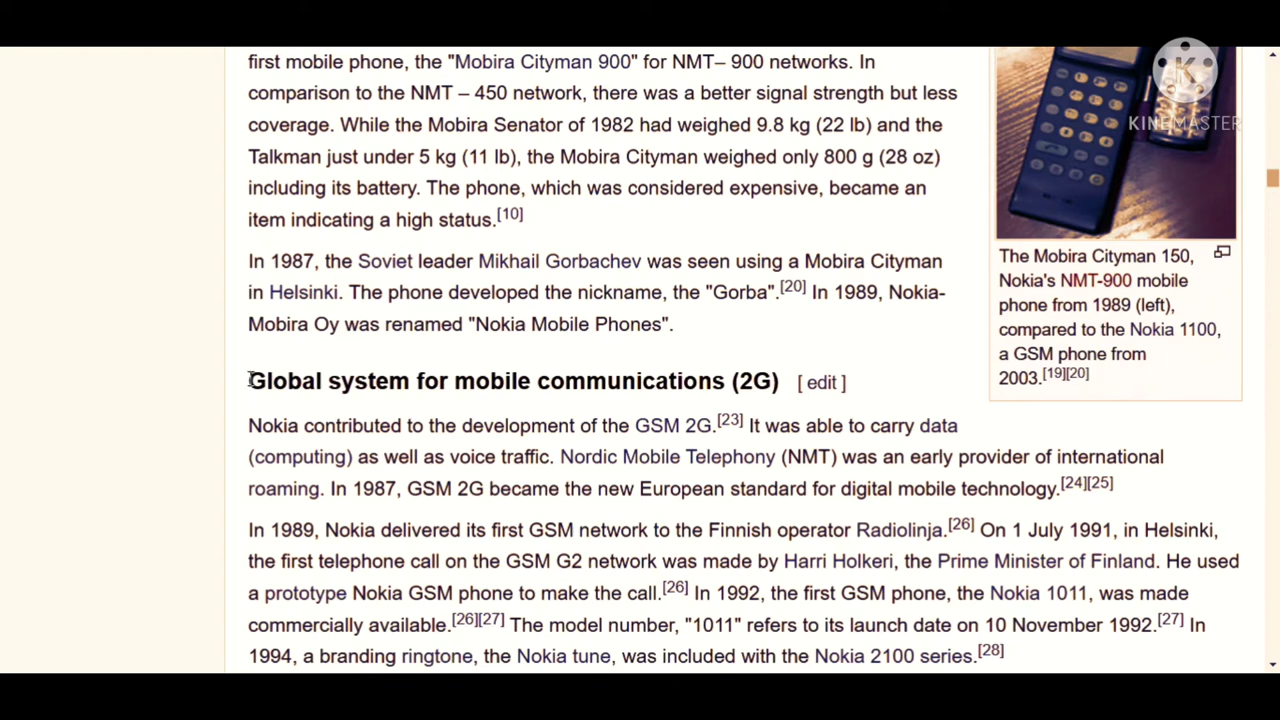 first mobile phone, the "Mobira Cityman 900" for NMT– 900 networks. In
comparison to the NMT – 450 network, there was a better signal strength but less
coverage. While the Mobira Senator of 1982 had weighed 9.8 kg (22 lb) and the
Talkman just under 5 kg (11 lb), the Mobira Cityman weighed only 800 g (28 oz)
including its battery. The phone, which was considered expensive, became an
item indicating a high status.[10]
In 1987, the Soviet leader Mikhail Gorbachev was seen using a Mobira Cityman
in Helsinki. The phone developed the nickname, the "Gorba".[20] In 1989, Nokia-
Mobira Oy was renamed "Nokia Mobile Phones".
K
KINEMASTER
The Mobira Cityman 150,
Nokia's NMT-900 mobile
phone from 1989 (left),
compared to the Nokia 1100,
a GSM phone from
2003.[19][20]
Global system for mobile communications (2G) [ edit ]
Nokia contributed to the development of the GSM 2G.[23] It was able to carry data
(computing) as well as voice traffic. Nordic Mobile Telephony (NMT) was an early provider of international
roaming. In 1987, GSM 2G became the new European standard for digital mobile technology.[24][25]
In 1989, Nokia delivered its first GSM network to the Finnish operator Radiolinja.[26] On 1 July 1991, in Helsinki,
the first telephone call on the GSM G2 network was made by Harri Holkeri, the Prime Minister of Finland. He used
a prototype Nokia GSM phone to make the call.[26] In 1992, the first GSM phone, the Nokia 1011, was made
commercially available.[26][27] The model number, "1011" refers to its launch date on 10 November 1992.[27] In
1994, a branding ringtone, the Nokia tune, was included with the Nokia 2100 series.[28]